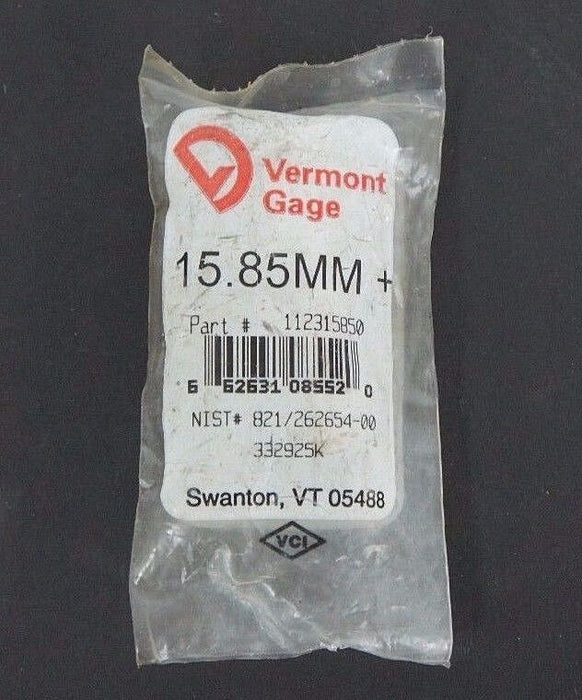 Vermont
Gage
15.85MM +
Part # 112315850
6 62631 08552 0
NIST# 821/262654-00
332925K
Swanton, VT 05488
VCI